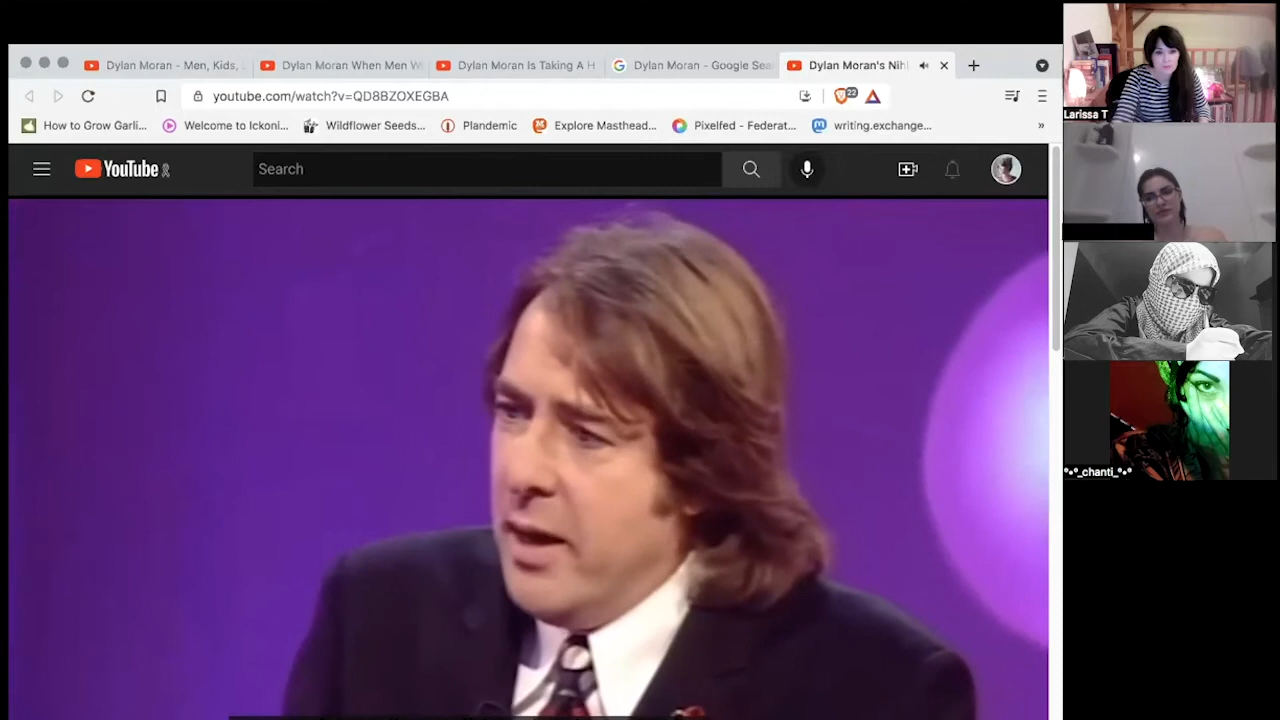 Dylan Moran - Men, Kids,
Dylan Moran When Men W
Dylan Moran Is Taking A H
Dylan Moran - Google Sea
Dylan Moran's Nihi
youtube.com/watch?v=QD8BZOXEGBA
22
How to Grow Garli...
Welcome to Ickoni...
Wildflower Seeds...
Plandemic
Explore Masthead...
Pixelfed - Federat...
writing.exchange...
»
YouTube
Search
Larissa T
°•°_chanti_°•°